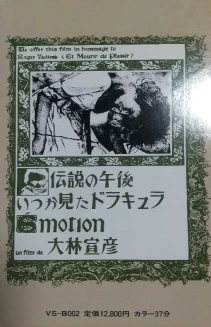 We offer this film in hommage to
Roger Vadim's 《Et Mourir de Plaisir》
伝説の午後
いつか見たドラキュラ
Emotion
un film de 大林宣彦
VS-B002 定価12,800円 カラー37分